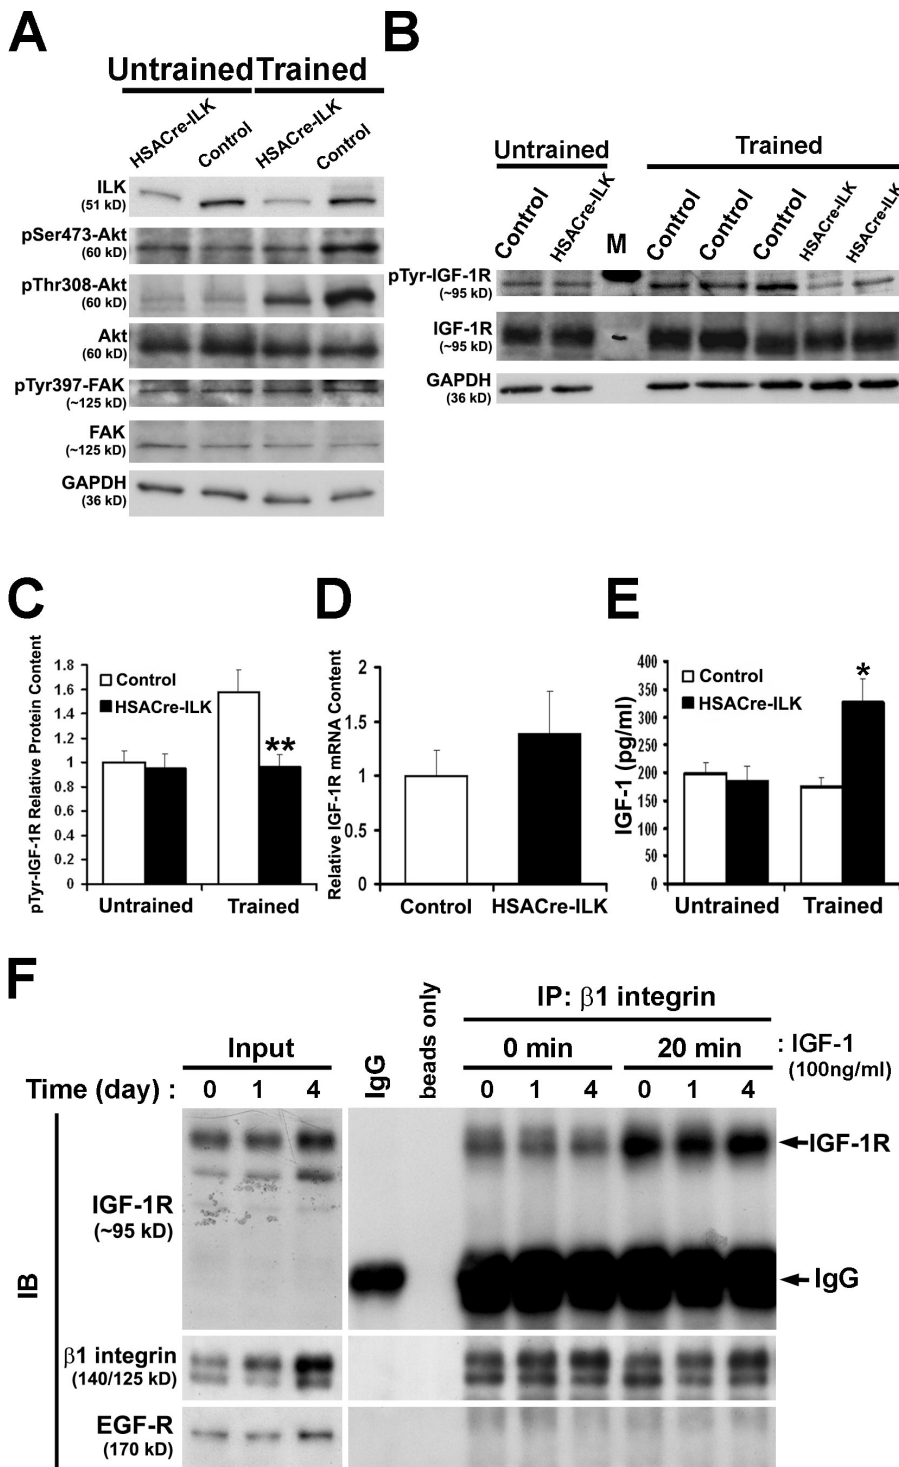 A
Untrained Trained
HSACre-ILK Control HSACre-ILK Control
ILK
(51 kD)
pSer473-Akt
(60 kD)
pThr308-Akt
(60 kD)
Akt
(60 kD)
pTyr397-FAK
(~125 kD)
FAK
(~125 kD)
GAPDH
(36 kD)
B
Untrained Trained
Control HSACre-ILK M Control Control Control HSACre-ILK HSACre-ILK
pTyr-IGF-1R
(~95 kD)
IGF-1R
(~95 kD)
GAPDH
(36 kD)
C
pTyr-IGF-1R Relative Protein Content
1.8
1.6
1.4
1.2
1
0.8
0.6
0.4
0.2
0
Control
HSACre-ILK
**
Untrained Trained
D
Relative IGF-1R mRNA Content
2
1.5
1
0.5
0
Control HSACre-ILK
E
IGF-1 (pg/ml)
400
350
300
250
200
150
100
50
0
Control
HSACre-ILK
*
Untrained Trained
F
IP: β1 integrin
Input IgG beads only 0 min 20 min : IGF-1
(100ng/ml)
Time (day) : 0 1 4 0 1 4 0 1 4
IB
IGF-1R
(~95 kD)
IGF-1R
IgG
β1 integrin
(140/125 kD)
EGF-R
(170 kD)